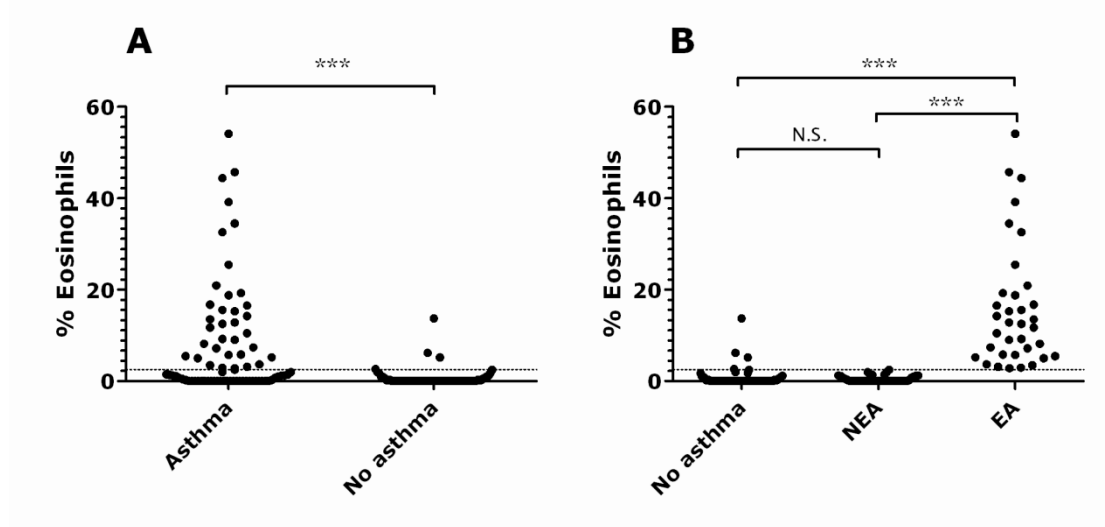 A
***
% Eosinophils
60
40
20
0
Asthma
No asthma
B
***
***
N.S.
% Eosinophils
60
40
20
0
No asthma
NEA
EA